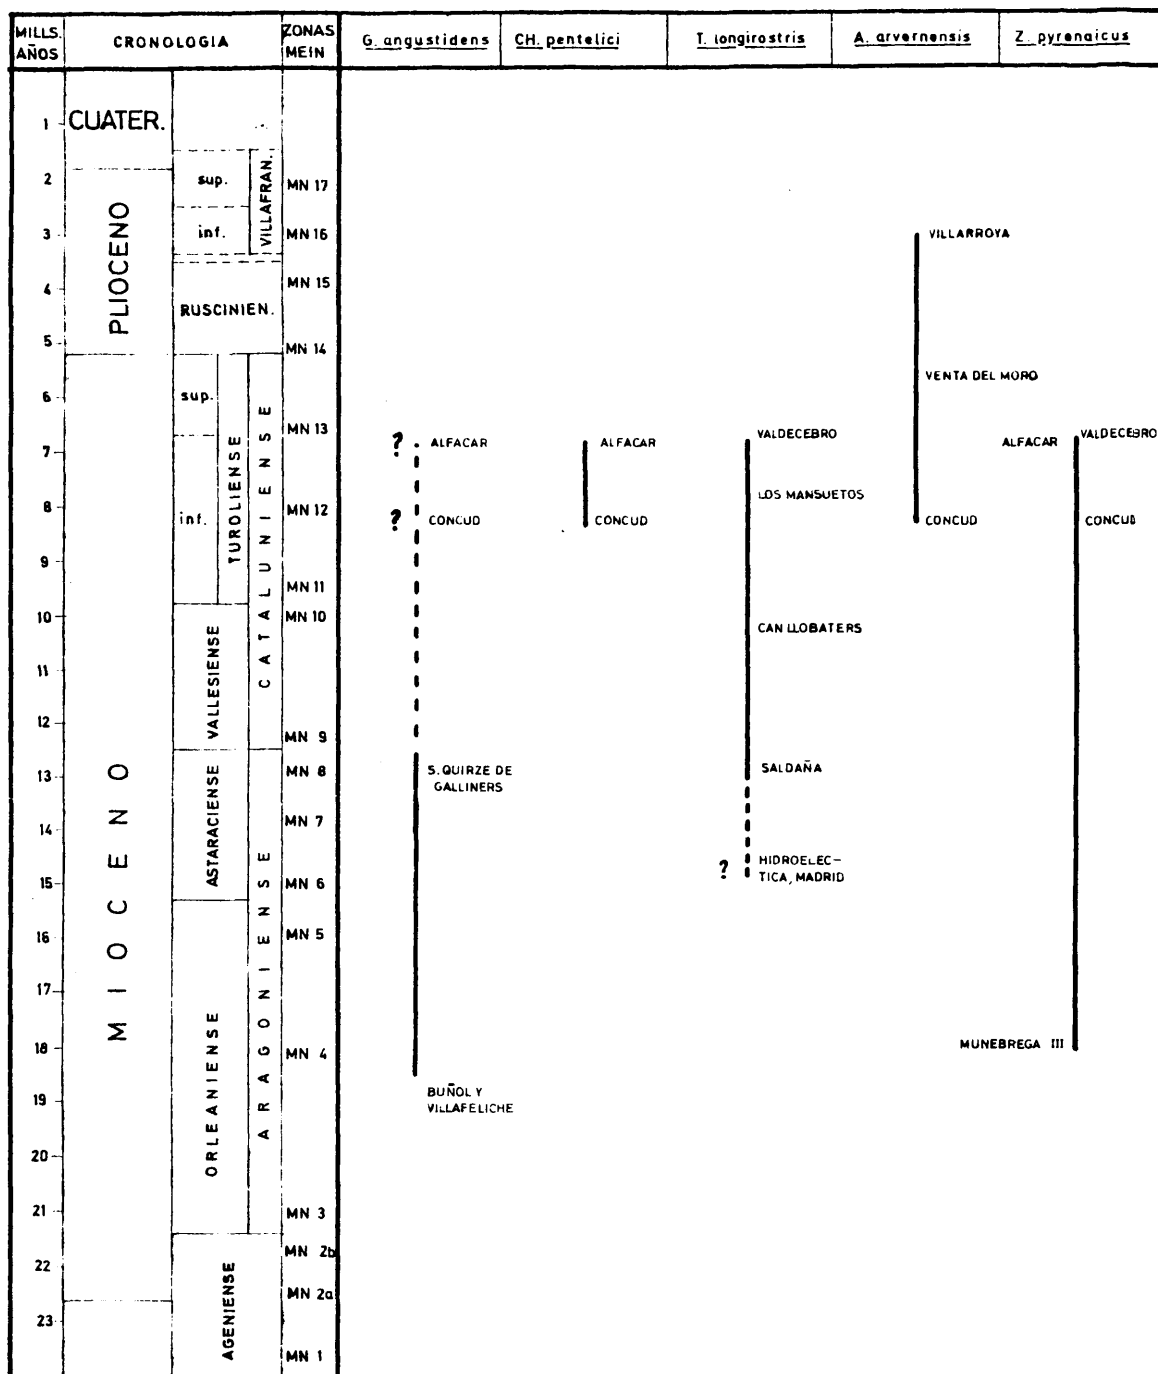 MILLS. AÑOS
CRONOLOGIA
ZONAS MEIN
G. angustidens
CH. pentelici
T. longirostris
A. arvernensis
Z. pyrenaicus
1
2
3
4
5
6
7
8
9
10
11
12
13
14
15
16
17
18
19
20
21
22
23
CUATER.
PLIOCENO
MIOCENO
sup.
inf.
VILLAFRAN.
RUSCINIEN.
sup.
inf.
TUROLIENSE
CATALUNIENSE
VALLESIENSE
ASTARACIENSE
ARAGONIENSE
ORLEANIENSE
AGENIENSE
MN 17
MN 16
MN 15
MN 14
MN 13
MN 12
MN 11
MN 10
MN 9
MN 8
MN 7
MN 6
MN 5
MN 4
MN 3
MN 2b
MN 2a
MN 1
? ALFACAR
? CONCUD
S. QUIRZE DE
GALLINERS
BUÑOL Y
VILLAFELICHE
ALFACAR
CONCUD
VALDECEBRO
LOS MANSUETOS
CAN LLOBATERS
SALDAÑA
? HIDROELEC-
TICA, MADRID
VILLARROYA
VENTA DEL MORO
CONCUD
ALFACAR
VALDECEBRO
CONCUD
MUNEBREGA III